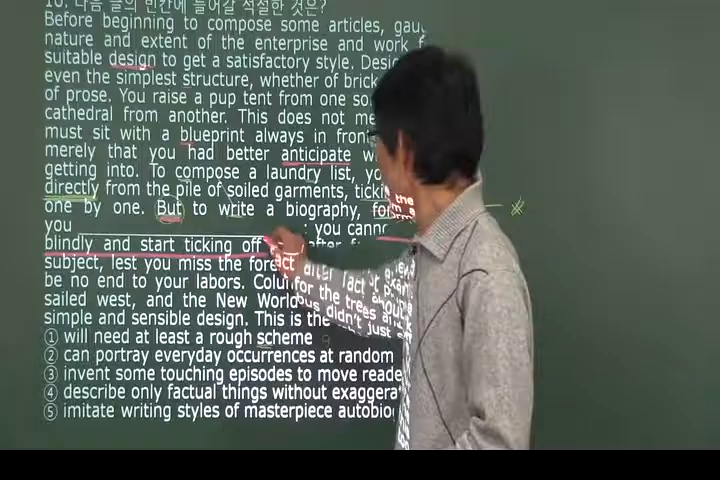 10. 다음 글의 빈칸에 들어갈 적절한 것은?
Before beginning to compose some articles, gau
nature and extent of the enterprise and work f
suitable design to get a satisfactory style. Desi
even the simplest structure, whether of brick
of prose. You raise a pup tent from one so
cathedral from another. This does not me
must sit with a blueprint always in fron
merely that you had better anticipate w
getting into. To compose a laundry list, yo
directly from the pile of soiled garments, ticki
one by one. But to write a biography, for
you : you cann
blindly and start ticking off after f
subject, lest you miss the fore for the trees a
be no end to your labors. Colu
sailed west, and the New World
simple and sensible design. This is the
① will need at least a rough scheme
② can portray everyday occurrences at random
③ invent some touching episodes to move reade
④ describe only factual things without exaggera
⑤ imitate writing styles of masterpiece autobio